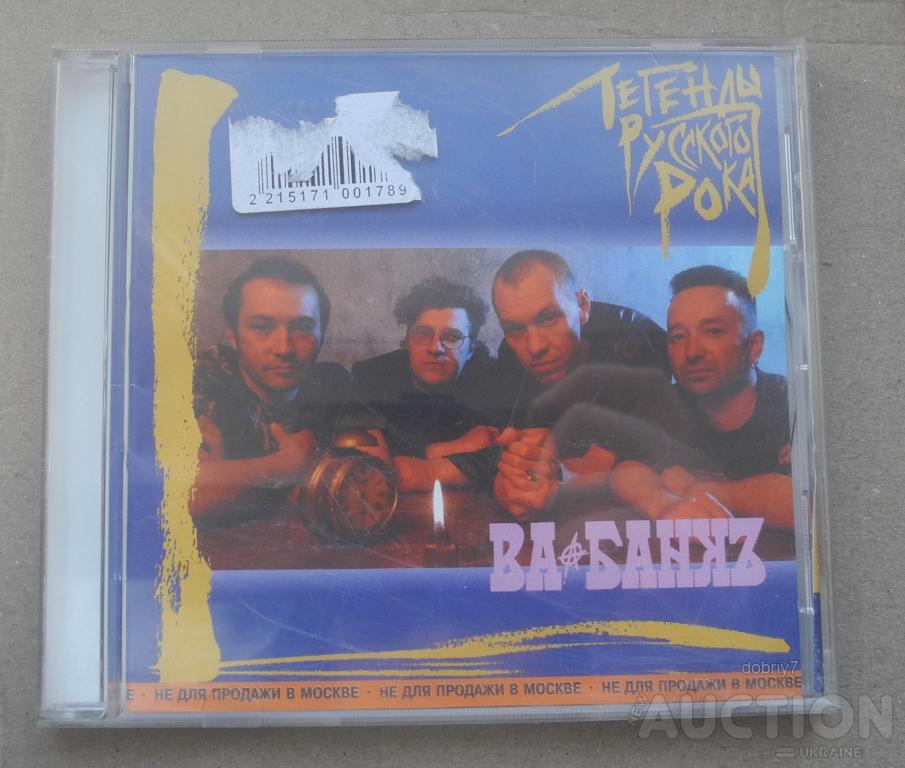 ЛЕГЕНДЫ
РУССКОГО
РОКА
2 215171 001789
ВА-БАНКЪ
Е · НЕ ДЛЯ ПРОДАЖИ В МОСКВЕ · НЕ ДЛЯ ПРОДАЖИ В МОСКВЕ · НЕ ДЛЯ ПРОДАЖИ В МОСКВЕ
dobriy7
NEW AUCTION
UKRAINE